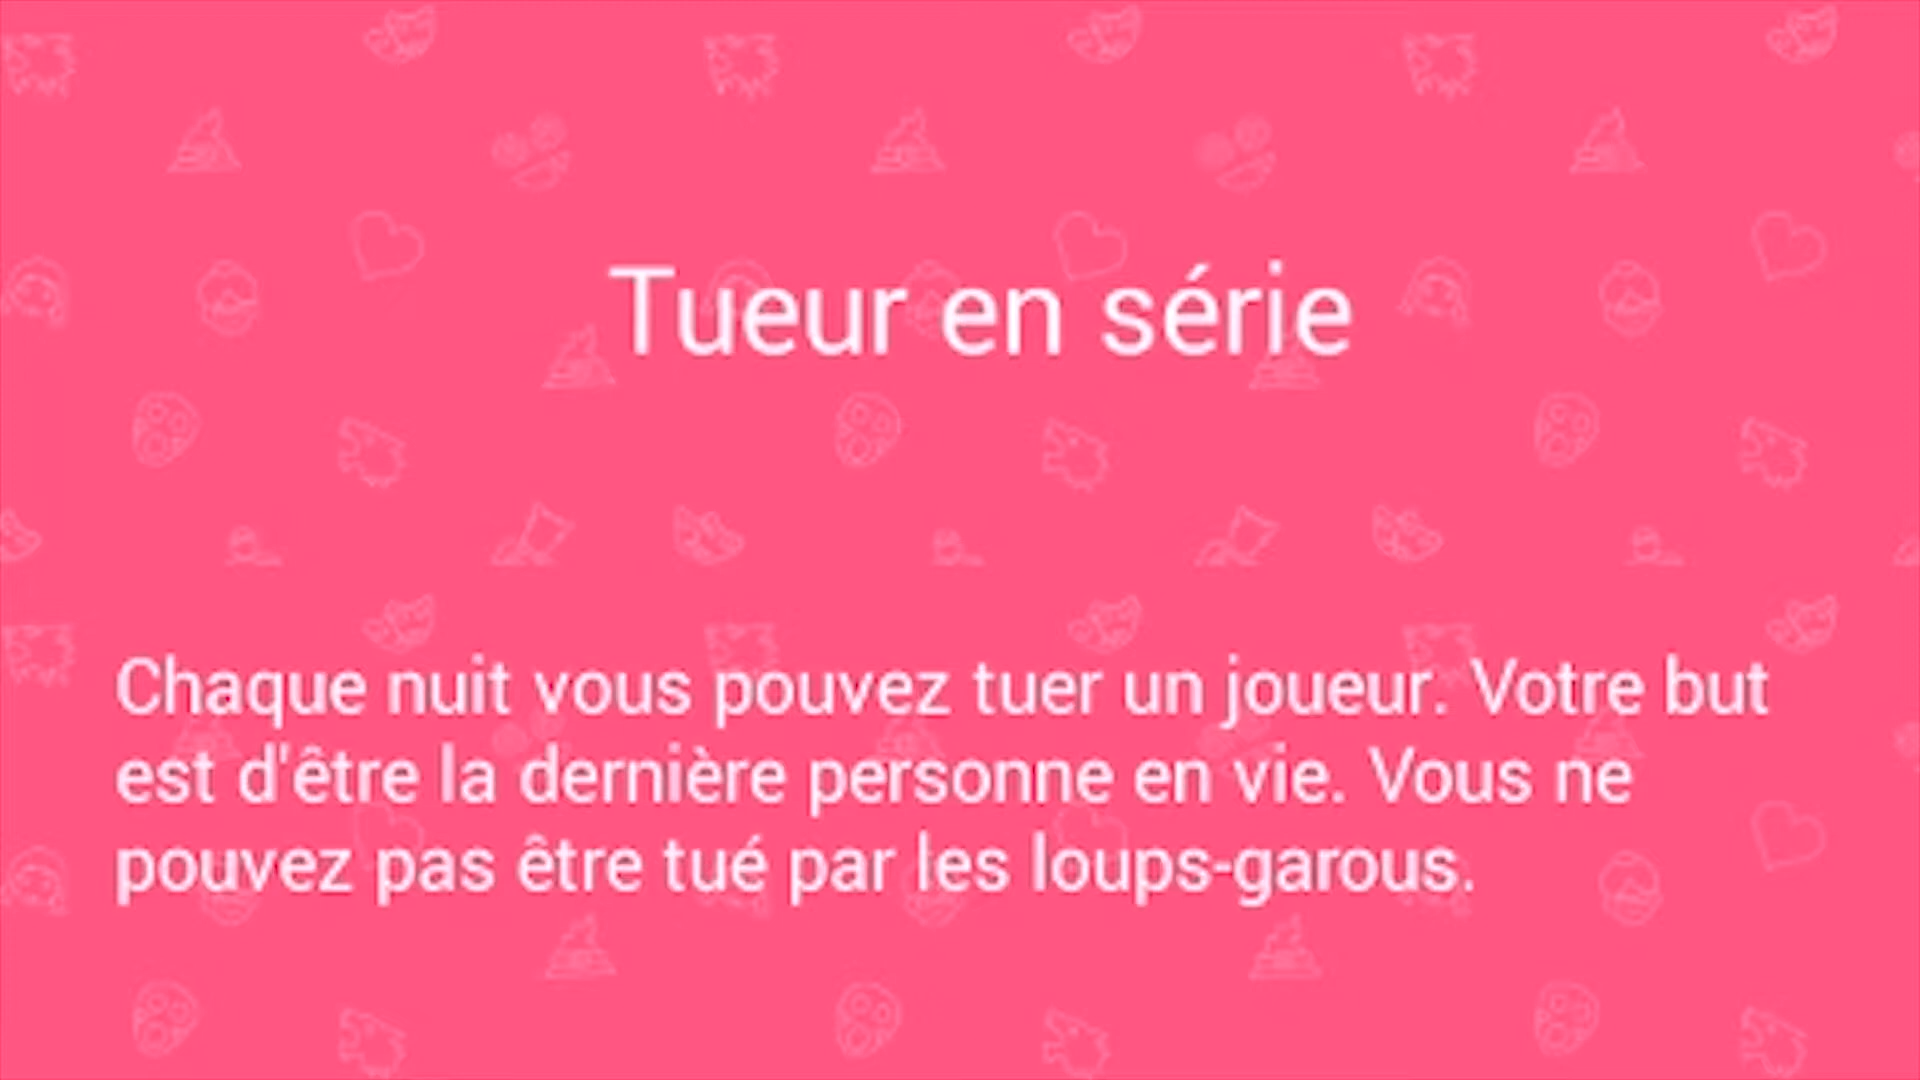 Tueur en série
Chaque nuit vous pouvez tuer un joueur. Votre but
est d'être la dernière personne en vie. Vous ne
pouvez pas être tué par les loups-garous.